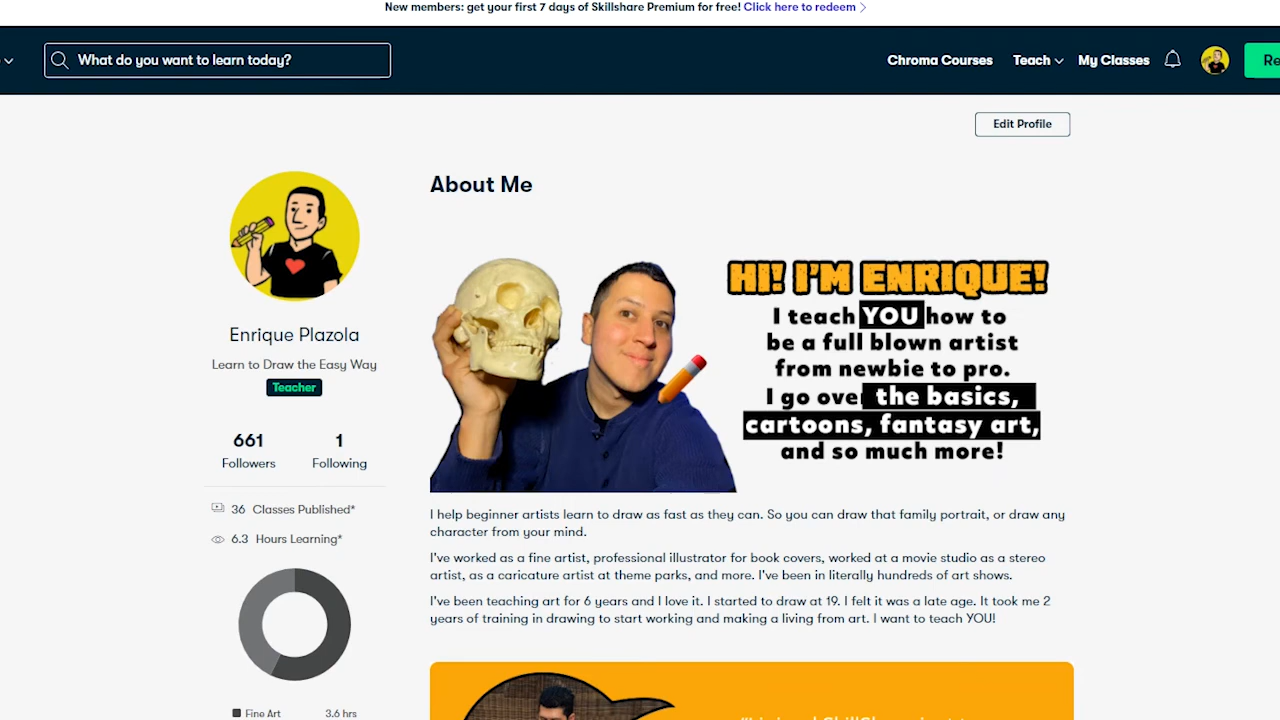 New members: get your first 7 days of Skillshare Premium for free! Click here to redeem
What do you want to learn today?
Chroma Courses
Teach
My Classes
Re
Edit Profile
Enrique Plazola
Learn to Draw the Easy Way
Teacher
661
Followers
1
Following
36 Classes Published*
6.3 Hours Learning*
Fine Art 3.6 hrs
About Me
HI! I'M ENRIQUE!
I teach YOU how to
be a full blown artist
from newbie to pro.
I go over the basics,
cartoons, fantasy art,
and so much more!
I help beginner artists learn to draw as fast as they can. So you can draw that family portrait, or draw any
character from your mind.
I've worked as a fine artist, professional illustrator for book covers, worked at a movie studio as a stereo
artist, as a caricature artist at theme parks, and more. I've been in literally hundreds of art shows.
I've been teaching art for 6 years and I love it. I started to draw at 19. I felt it was a late age. It took me 2
years of training in drawing to start working and making a living from art. I want to teach YOU!